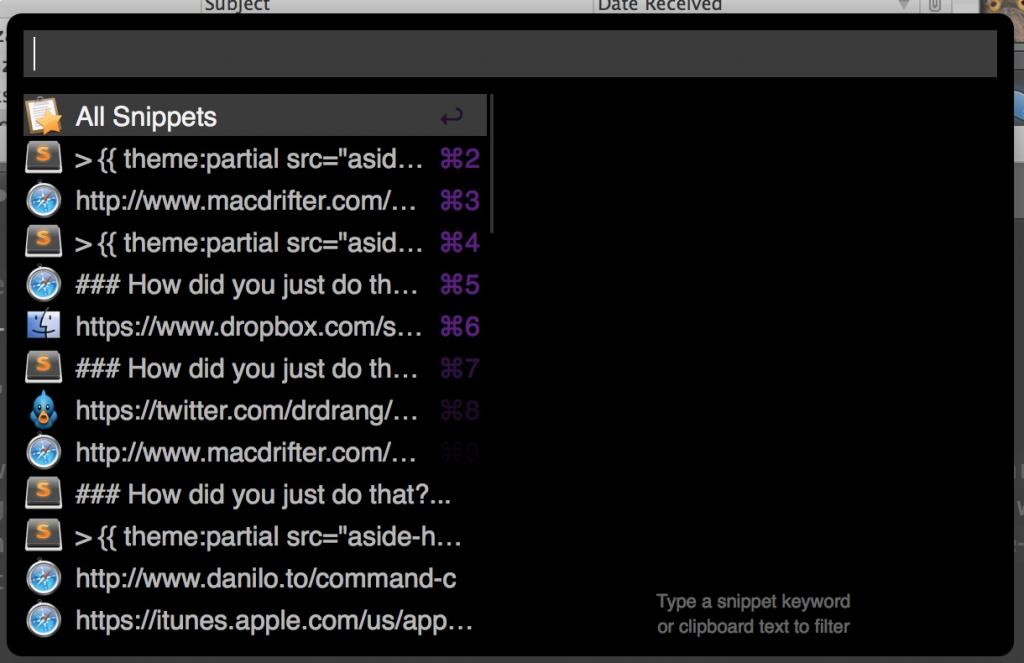 Subject Date Received
All Snippets ↩
> {{ theme:partial src="asid… ⌘2
http://www.macdrifter.com/… ⌘3
> {{ theme:partial src="asid… ⌘4
### How did you just do th… ⌘5
https://www.dropbox.com/s… ⌘6
### How did you just do th… ⌘7
https://twitter.com/drdrang/… ⌘8
http://www.macdrifter.com/… ⌘9
### How did you just do that?...
> {{ theme:partial src="aside-h…
http://www.danilo.to/command-c
https://itunes.apple.com/us/app…
Type a snippet keyword
or clipboard text to filter